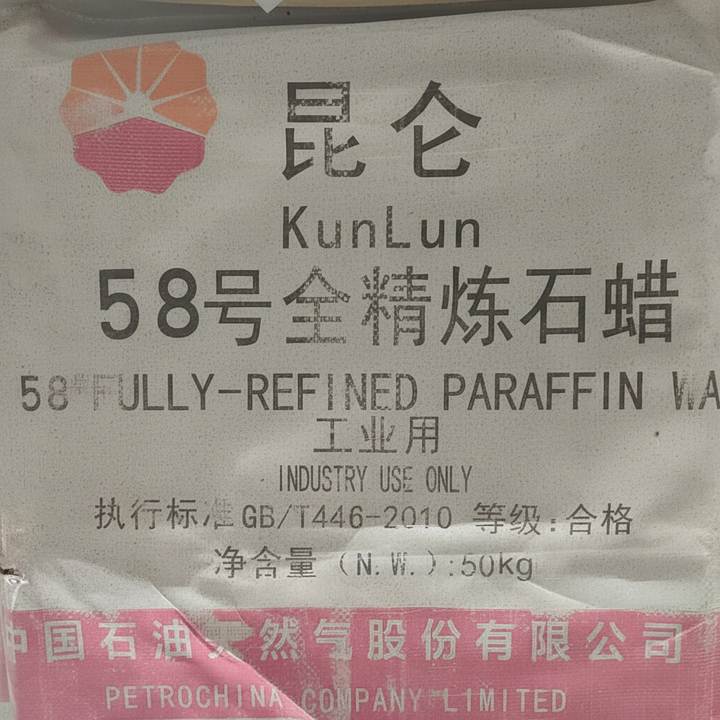 昆仑
KunLun
58号全精炼石蜡
58#FULLY-REFINED PARAFFIN WA
工业用
INDUSTRY USE ONLY
执行标准GB/T446-2010 等级:合格
净含量(N.W.):50kg
中国石油天然气股份有限公司
PETROCHINA COMPANY LIMITED